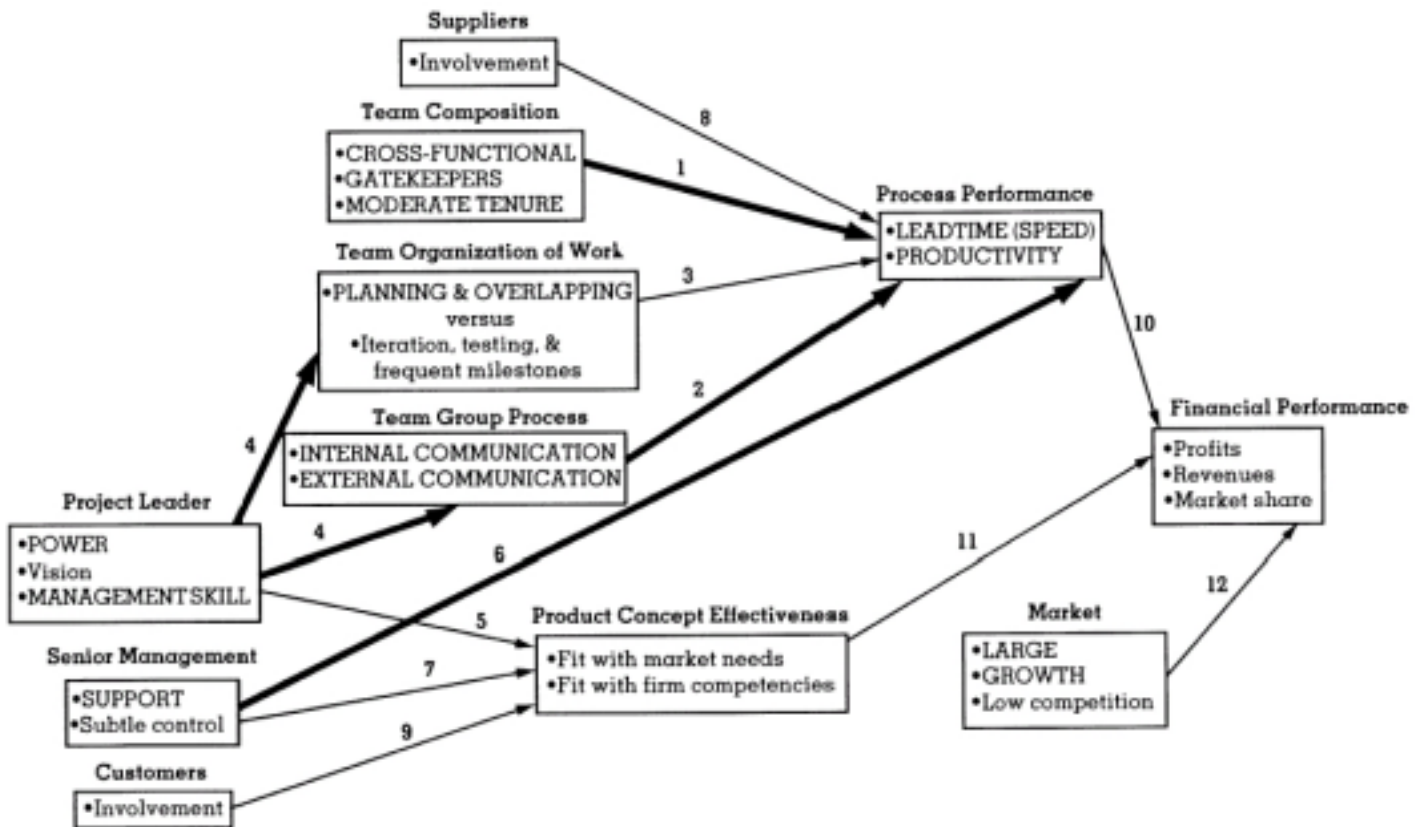 Suppliers
•Involvement
8
Team Composition
•CROSS-FUNCTIONAL
•GATEKEEPERS
•MODERATE TENURE
1
Process Performance
•LEADTIME (SPEED)
•PRODUCTIVITY
Team Organization of Work
•PLANNING & OVERLAPPING
versus
•Iteration, testing, &
frequent milestones
3
10
2
Team Group Process
•INTERNAL COMMUNICATION
•EXTERNAL COMMUNICATION
4
Financial Performance
•Profits
•Revenues
•Market share
Project Leader
•POWER
•Vision
•MANAGEMENT SKILL
4
6
11
5
12
Product Concept Effectiveness
•Fit with market needs
•Fit with firm competencies
Market
•LARGE
•GROWTH
•Low competition
Senior Management
•SUPPORT
•Subtle control
7
9
Customers
•Involvement